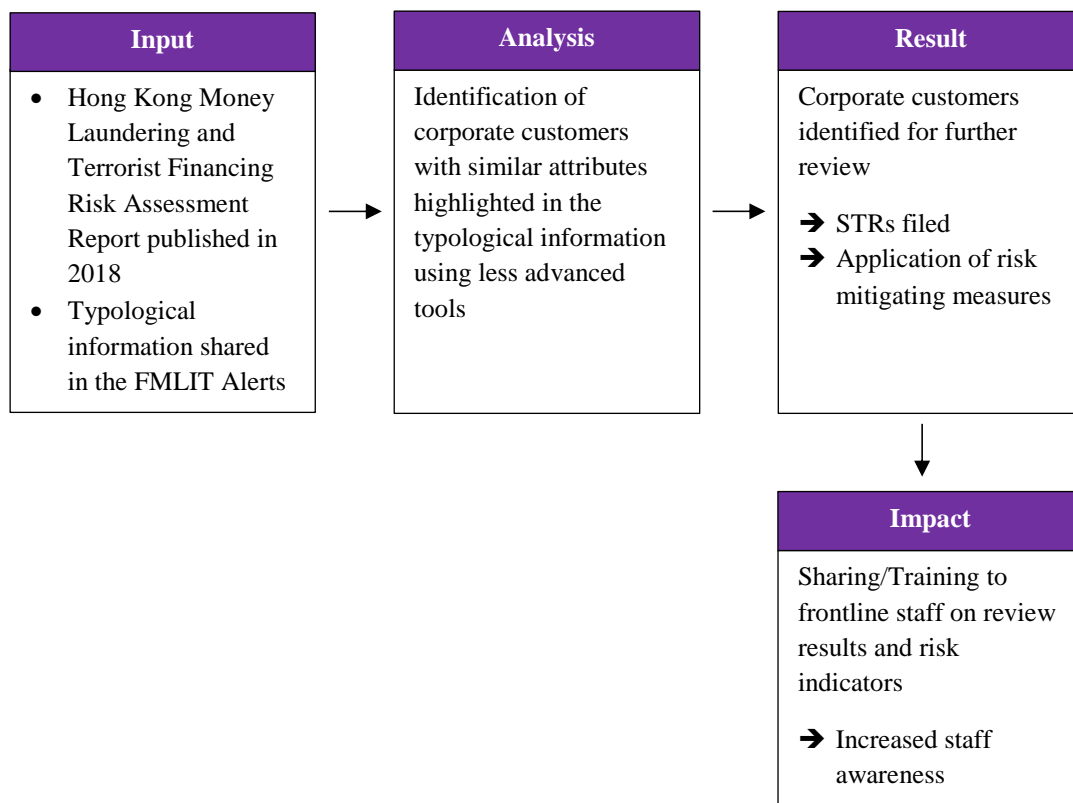 Input
• Hong Kong Money
Laundering and
Terrorist Financing
Risk Assessment
Report published in
2018
• Typological
information shared
in the FMLIT Alerts
Analysis
Identification of
corporate customers
with similar attributes
highlighted in the
typological information
using less advanced
tools
Result
Corporate customers
identified for further
review
➔ STRs filed
➔ Application of risk
mitigating measures
Impact
Sharing/Training to
frontline staff on review
results and risk
indicators
➔ Increased staff
awareness